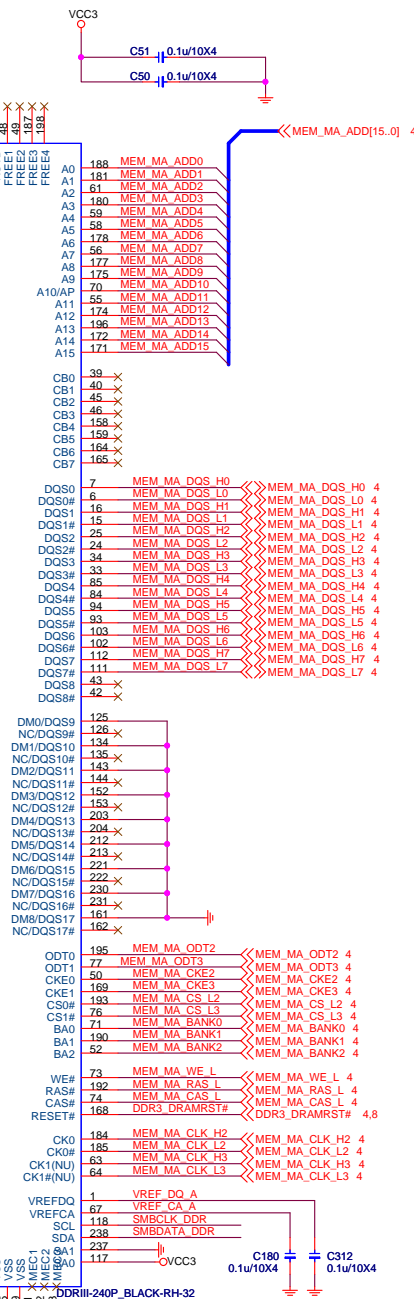 VCC3
C51 0.1u/10X4
C50 0.1u/10X4
MEM_MA_ADD[15..0] 4
48 49 187 198
FREE1 FREE2 FREE3 FREE4
A0 188 MEM_MA_ADD0
A1 181 MEM_MA_ADD1
A2 61 MEM_MA_ADD2
A3 180 MEM_MA_ADD3
A4 59 MEM_MA_ADD4
A5 58 MEM_MA_ADD5
A6 178 MEM_MA_ADD6
A7 56 MEM_MA_ADD7
A8 177 MEM_MA_ADD8
A9 175 MEM_MA_ADD9
A10/AP 70 MEM_MA_ADD10
A11 55 MEM_MA_ADD11
A12 174 MEM_MA_ADD12
A13 196 MEM_MA_ADD13
A14 172 MEM_MA_ADD14
A15 171 MEM_MA_ADD15
CB0 39
CB1 40
CB2 45
CB3 46
CB4 158
CB5 159
CB6 164
CB7 165
DQS0 7 MEM_MA_DQS_H0 MEM_MA_DQS_H0 4
DQS0# 6 MEM_MA_DQS_L0 MEM_MA_DQS_L0 4
DQS1 16 MEM_MA_DQS_H1 MEM_MA_DQS_H1 4
DQS1# 15 MEM_MA_DQS_L1 MEM_MA_DQS_L1 4
DQS2 25 MEM_MA_DQS_H2 MEM_MA_DQS_H2 4
DQS2# 24 MEM_MA_DQS_L2 MEM_MA_DQS_L2 4
DQS3 34 MEM_MA_DQS_H3 MEM_MA_DQS_H3 4
DQS3# 33 MEM_MA_DQS_L3 MEM_MA_DQS_L3 4
DQS4 85 MEM_MA_DQS_H4 MEM_MA_DQS_H4 4
DQS4# 84 MEM_MA_DQS_L4 MEM_MA_DQS_L4 4
DQS5 94 MEM_MA_DQS_H5 MEM_MA_DQS_H5 4
DQS5# 93 MEM_MA_DQS_L5 MEM_MA_DQS_L5 4
DQS6 103 MEM_MA_DQS_H6 MEM_MA_DQS_H6 4
DQS6# 102 MEM_MA_DQS_L6 MEM_MA_DQS_L6 4
DQS7 112 MEM_MA_DQS_H7 MEM_MA_DQS_H7 4
DQS7# 111 MEM_MA_DQS_L7 MEM_MA_DQS_L7 4
DQS8 43
DQS8# 42
DM0/DQS9 125
NC/DQS9# 126
DM1/DQS10 134
NC/DQS10# 135
DM2/DQS11 143
NC/DQS11# 144
DM3/DQS12 152
NC/DQS12# 153
DM4/DQS13 203
NC/DQS13# 204
DM5/DQS14 212
NC/DQS14# 213
DM6/DQS15 221
NC/DQS15# 222
DM7/DQS16 230
NC/DQS16# 231
DM8/DQS17 161
NC/DQS17# 162
ODT0 195 MEM_MA_ODT2 MEM_MA_ODT2 4
ODT1 77 MEM_MA_ODT3 MEM_MA_ODT3 4
CKE0 50 MEM_MA_CKE2 MEM_MA_CKE2 4
CKE1 169 MEM_MA_CKE3 MEM_MA_CKE3 4
CS0# 193 MEM_MA_CS_L2 MEM_MA_CS_L2 4
CS1# 76 MEM_MA_CS_L3 MEM_MA_CS_L3 4
BA0 71 MEM_MA_BANK0 MEM_MA_BANK0 4
BA1 190 MEM_MA_BANK1 MEM_MA_BANK1 4
BA2 52 MEM_MA_BANK2 MEM_MA_BANK2 4
WE# 73 MEM_MA_WE_L MEM_MA_WE_L 4
RAS# 192 MEM_MA_RAS_L MEM_MA_RAS_L 4
CAS# 74 MEM_MA_CAS_L MEM_MA_CAS_L 4
RESET# 168 DDR3_DRAMRST# DDR3_DRAMRST# 4,8
CK0 184 MEM_MA_CLK_H2 MEM_MA_CLK_H2 4
CK0# 185 MEM_MA_CLK_L2 MEM_MA_CLK_L2 4
CK1(NU) 63 MEM_MA_CLK_H3 MEM_MA_CLK_H3 4
CK1#(NU) 64 MEM_MA_CLK_L3 MEM_MA_CLK_L3 4
VREFDQ 1 VREF_DQ_A
VREFCA 67 VREF_CA_A
SCL 118 SMBCLK_DDR
SDA 238 SMBDATA_DDR
SA1 237
SA0 117 VCC3
C180 0.1u/10X4
C312 0.1u/10X4
VSS VSS MEC1 MEC2 MEC3
DDRIII-240P_BLACK-RH-32